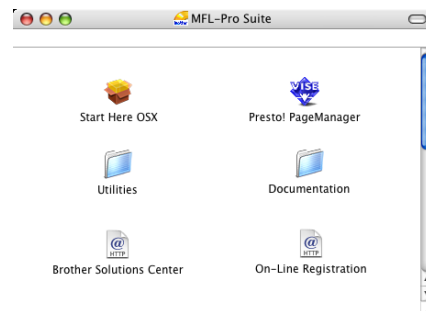 MFL-Pro Suite
Start Here OSX
Presto! PageManager
Utilities
Documentation
Brother Solutions Center
On-Line Registration